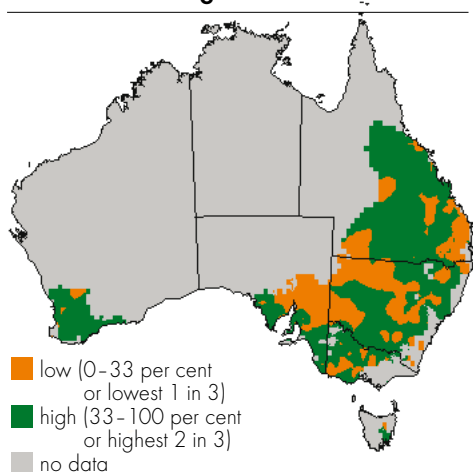 low (0–33 per cent
or lowest 1 in 3)
high (33–100 per cent
or highest 2 in 3)
no data